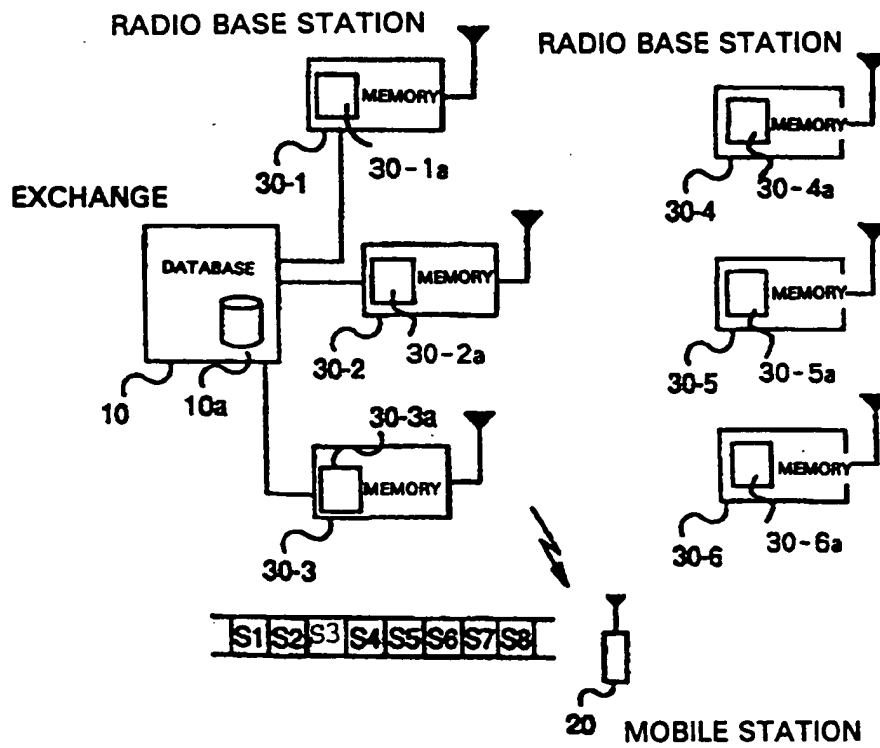 RADIO BASE STATION
RADIO BASE STATION
MEMORY
30-1
30-1a
MEMORY
30-4
30-4a
EXCHANGE
DATABASE
10
10a
MEMORY
30-2
30-2a
MEMORY
30-5
30-5a
30-3a
MEMORY
30-3
MEMORY
30-6
30-6a
S1 S2 S3 S4 S5 S6 S7 S8
20
MOBILE STATION